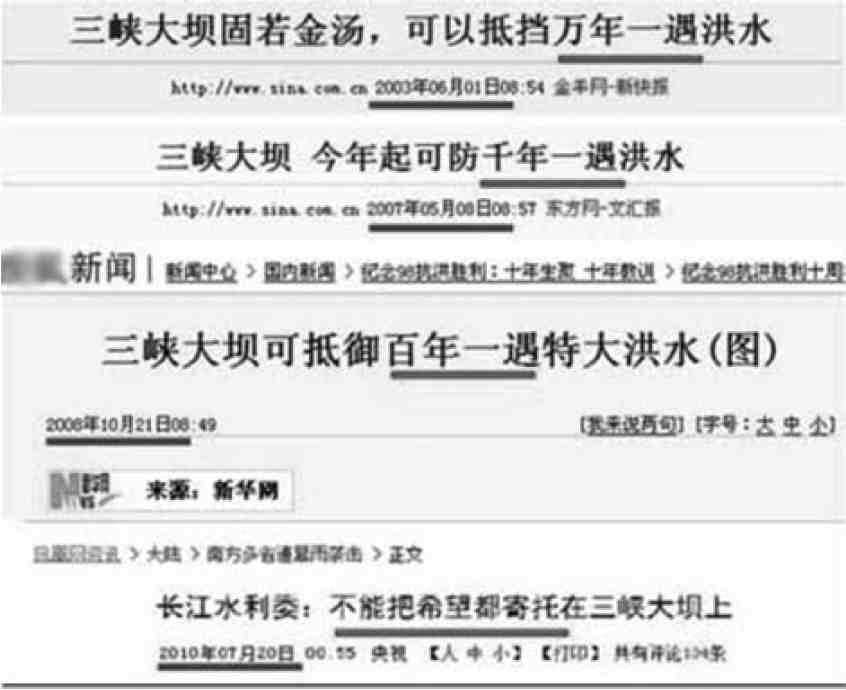 三峡大坝固若金汤，可以抵挡万年一遇洪水
http://www.sina.com.cn 2003年06月01日08:54 金羊网-新快报
三峡大坝 今年起可防千年一遇洪水
http://www.sina.com.cn 2007年05月08日08:57 东方网-文汇报
新闻 | 新闻中心 > 国内新闻 > 纪念98抗洪胜利：十年生聚 十年教训 > 纪念98抗洪胜利十周
三峡大坝可抵御百年一遇特大洪水(图)
2008年10月21日08:49 [我来说两句] [字号：大 中 小]
来源：新华网
凤凰网资讯 > 大陆 > 南方多省遭暴雨袭击 > 正文
长江水利委：不能把希望都寄托在三峡大坝上
2010年07月20日 00:55 央视 【大 中 小】 【打印】 共有评论104条